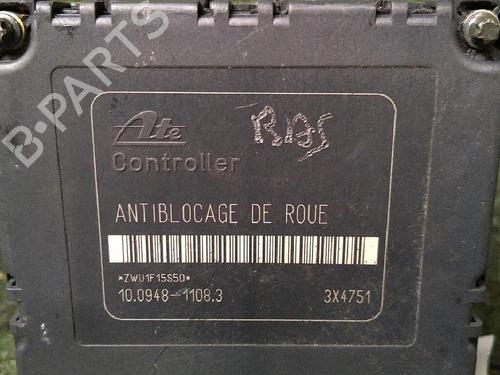 Ate
Controller
ANTIBLOCAGE DE ROUE
*ZWU1F15S50*
10.0948-1108.3 3X4751
B-PARTS